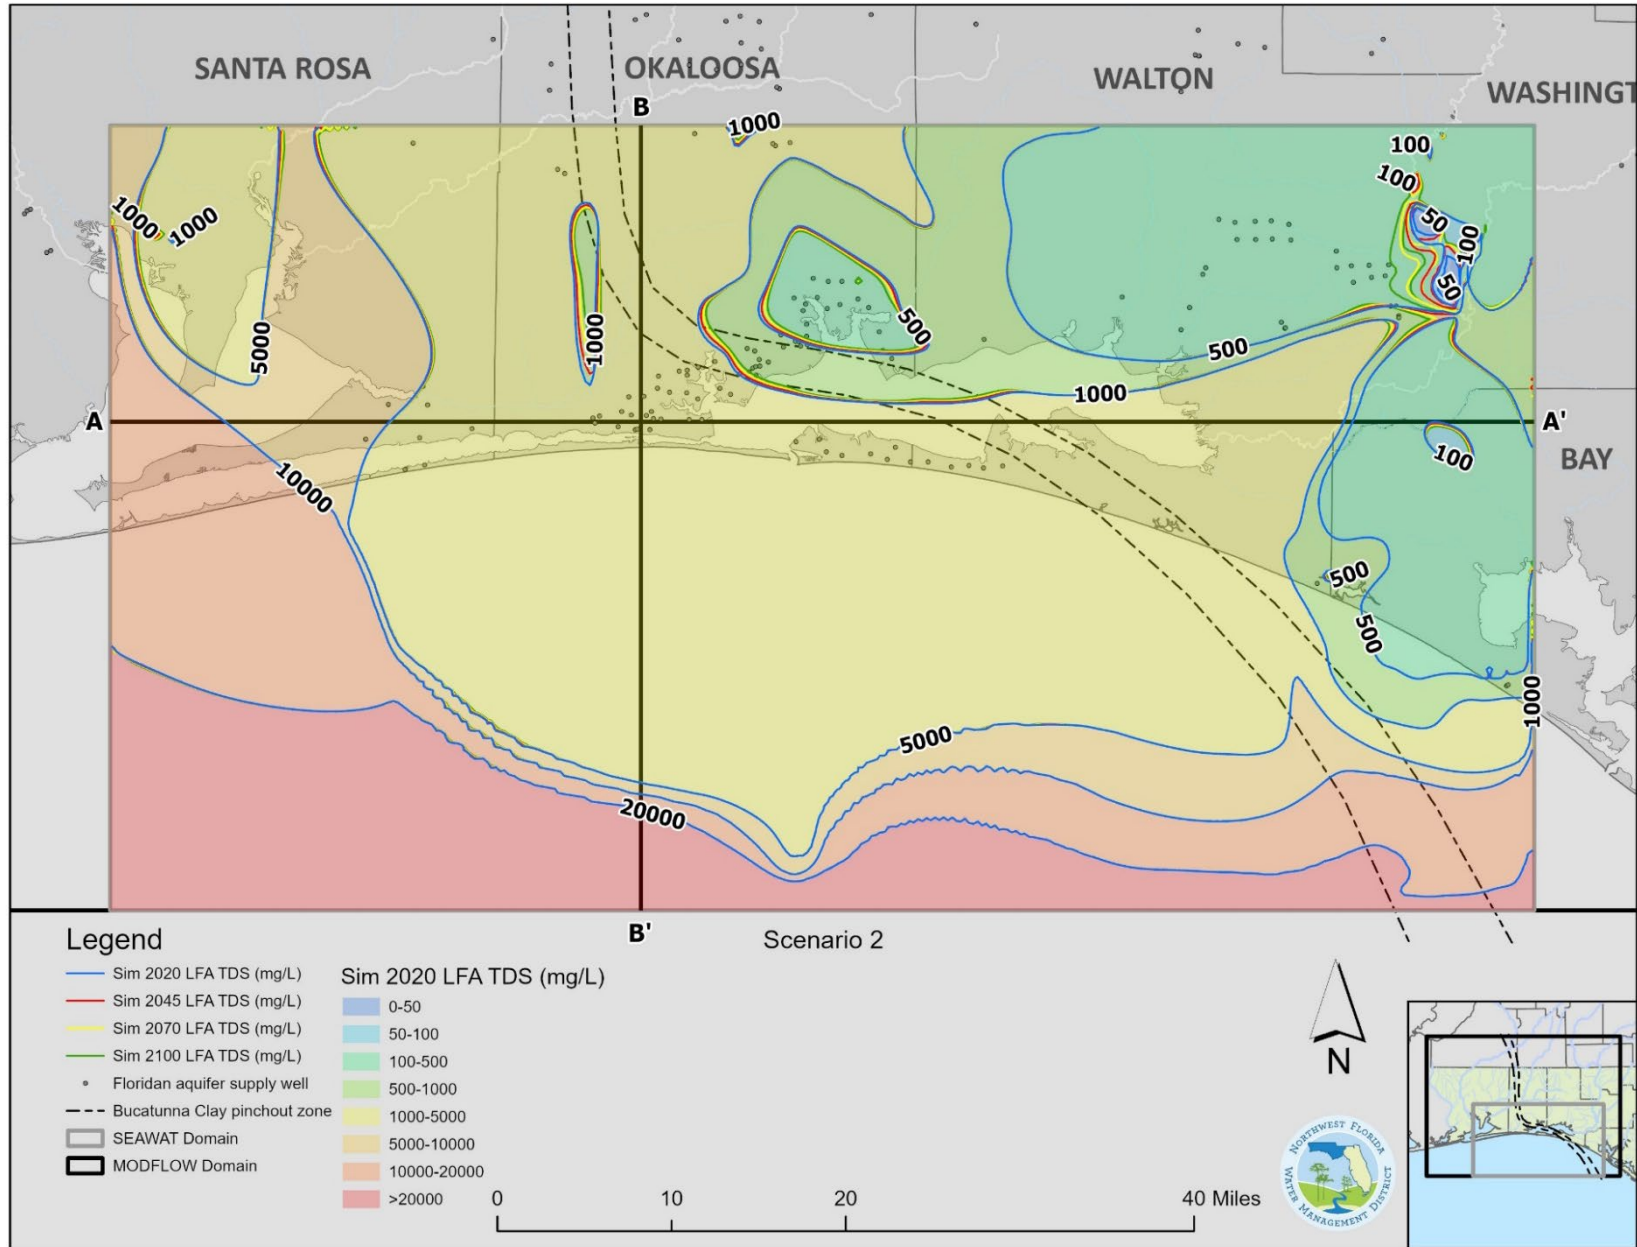 SANTA ROSA
OKALOOSA
WALTON
WASHINGT
B
1000
100
100
1000
1000
50
100
50
5000
1000
500
500
1000
A
A'
100
BAY
10000
500
500
1000
5000
20000
B'
Scenario 2
Legend
Sim 2020 LFA TDS (mg/L)
Sim 2045 LFA TDS (mg/L)
Sim 2070 LFA TDS (mg/L)
Sim 2100 LFA TDS (mg/L)
Floridan aquifer supply well
Bucatunna Clay pinchout zone
SEAWAT Domain
MODFLOW Domain
Sim 2020 LFA TDS (mg/L)
0-50
50-100
100-500
500-1000
1000-5000
5000-10000
10000-20000
>20000
0 10 20 40 Miles
N
NORTHWEST FLORIDA
WATER MANAGEMENT DISTRICT